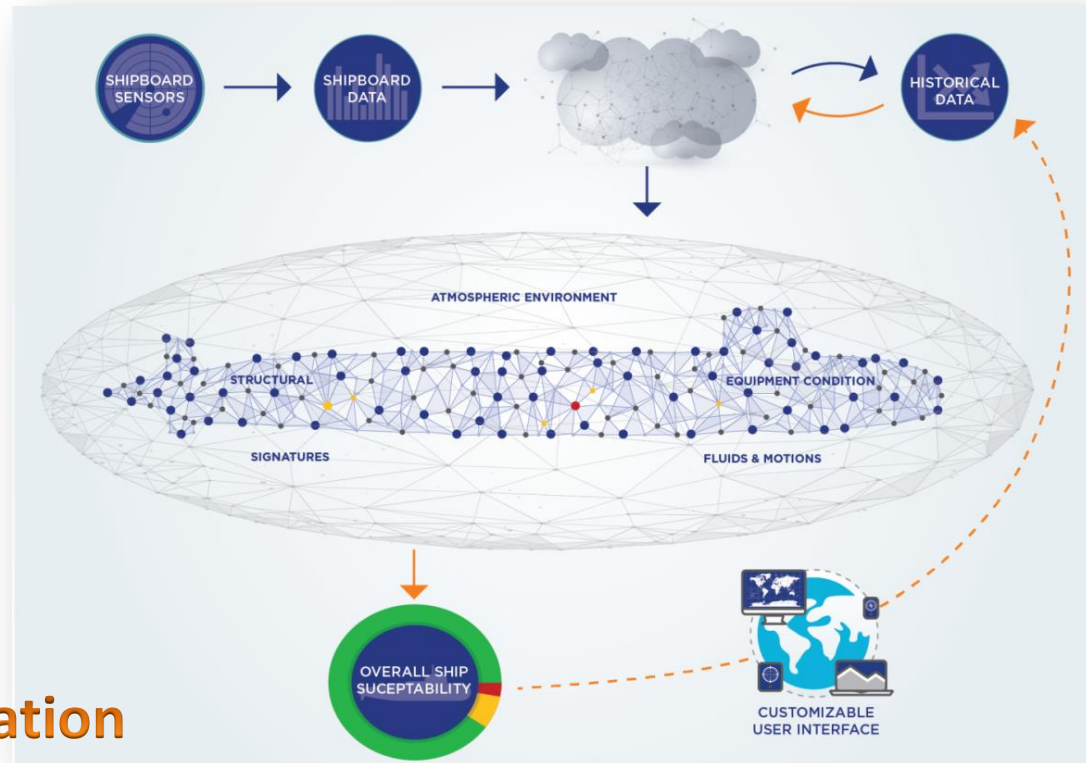 SHIPBOARD
SENSORS
SHIPBOARD
DATA
HISTORICAL
DATA
ATMOSPHERIC ENVIRONMENT
STRUCTURAL
EQUIPMENT CONDITION
SIGNATURES
FLUIDS & MOTIONS
OVERALL SHIP
SUCEPTABILITY
CUSTOMIZABLE
USER INTERFACE
ation